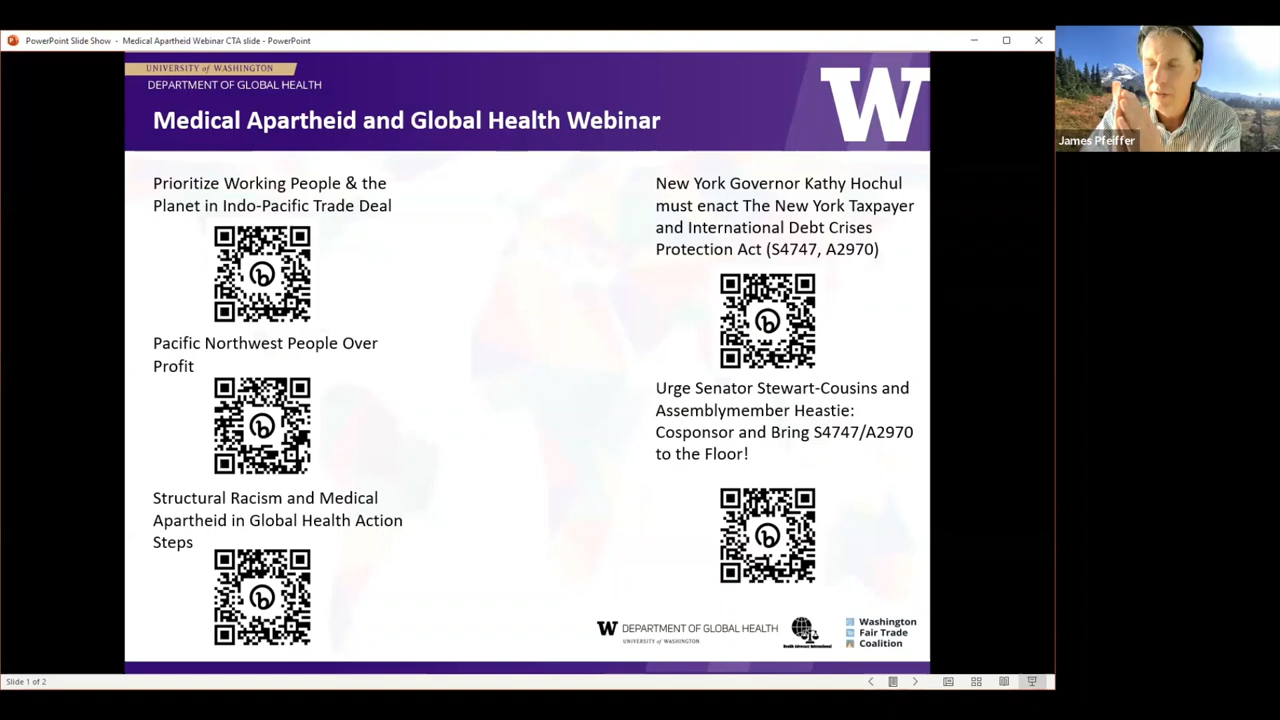 PowerPoint Slide Show - Medical Apartheid Webinar CTA slide - PowerPoint
UNIVERSITY of WASHINGTON
DEPARTMENT OF GLOBAL HEALTH
W
Medical Apartheid and Global Health Webinar
James Pfeiffer
Prioritize Working People & the
Planet in Indo-Pacific Trade Deal
Pacific Northwest People Over
Profit
Structural Racism and Medical
Apartheid in Global Health Action
Steps
New York Governor Kathy Hochul
must enact The New York Taxpayer
and International Debt Crises
Protection Act (S4747, A2970)
Urge Senator Stewart-Cousins and
Assemblymember Heastie:
Cosponsor and Bring S4747/A2970
to the Floor!
W DEPARTMENT OF GLOBAL HEALTH
UNIVERSITY of WASHINGTON
Health Advocacy International
Washington
Fair Trade
Coalition
Slide 1 of 2